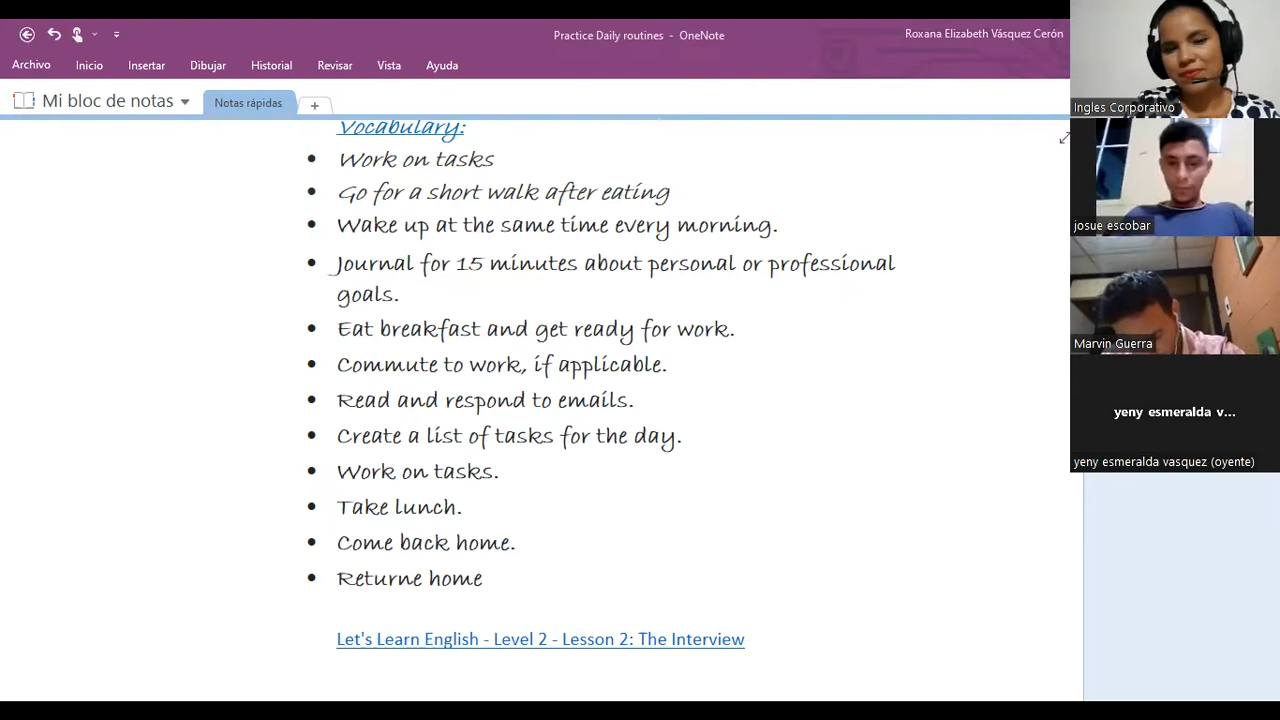 Practice Daily routines - OneNote
Roxana Elizabeth Vásquez Cerón
Archivo Inicio Insertar Dibujar Historial Revisar Vista Ayuda
Mi bloc de notas
Notas rápidas
+
Vocabulary:
• Work on tasks
• Go for a short walk after eating
• Wake up at the same time every morning.
• Journal for 15 minutes about personal or professional
goals.
• Eat breakfast and get ready for work.
• Commute to work, if applicable.
• Read and respond to emails.
• Create a list of tasks for the day.
• Work on tasks.
• Take lunch.
• Come back home.
• Returne home
Let's Learn English - Level 2 - Lesson 2: The Interview
Ingles Corporativo
josue escobar
Marvin Guerra
yeny esmeralda v...
yeny esmeralda vasquez (oyente)